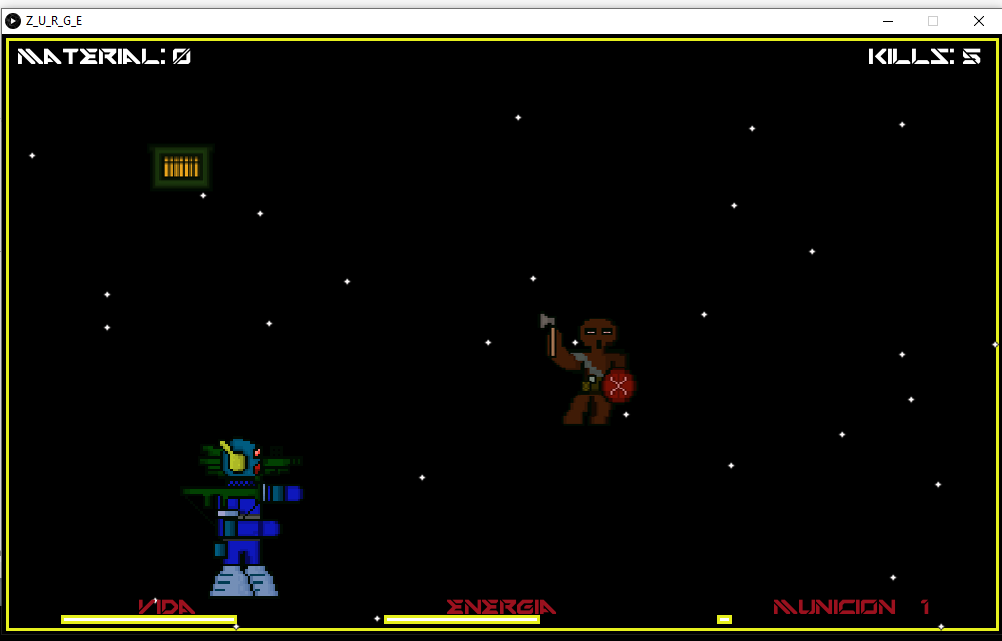 Z_U_R_G_E
MATERIAL: 0
KILLS: 5
VIDA
ENERGIA
MUNICION 1